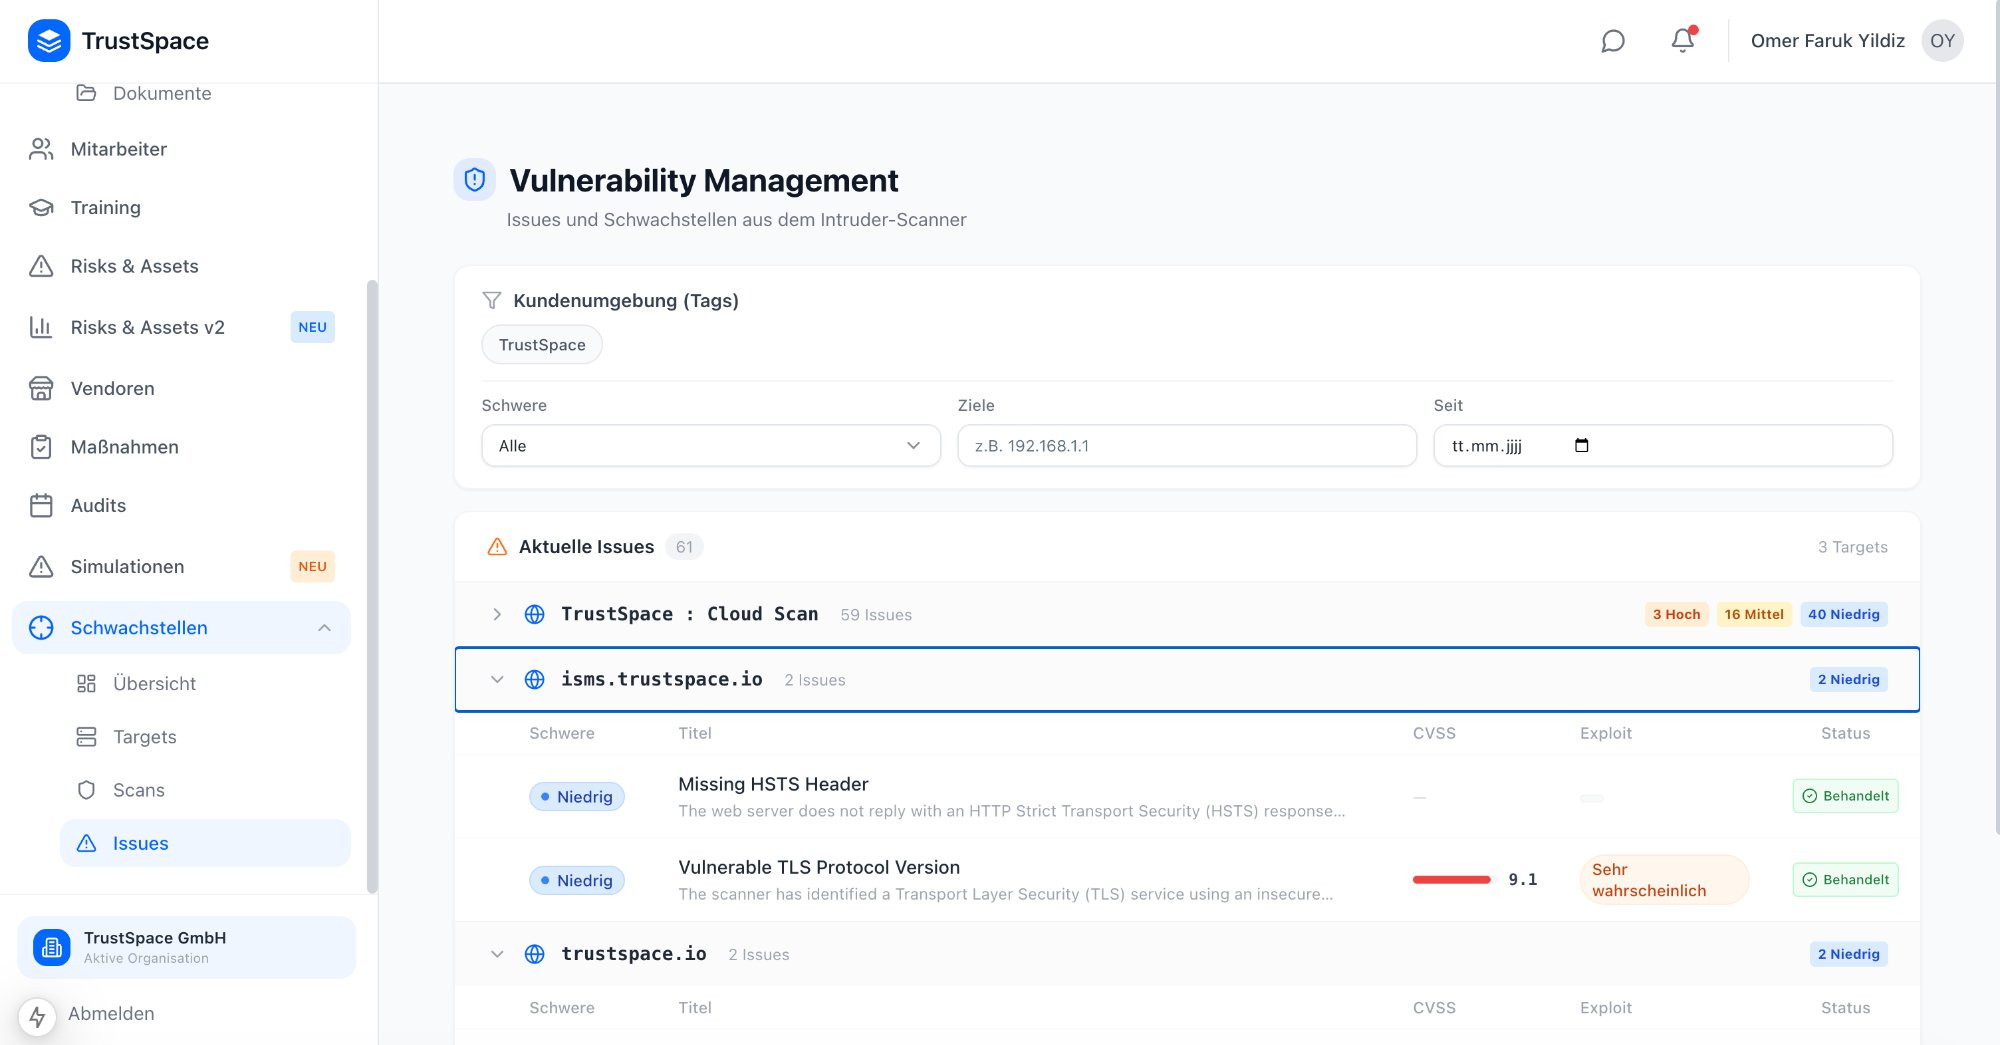 TrustSpace
Omer Faruk Yildiz
OY
Dokumente
Mitarbeiter
Training
Risks & Assets
Risks & Assets v2
NEU
Vendoren
Maßnahmen
Audits
Simulationen
NEU
Schwachstellen
Übersicht
Targets
Scans
Issues
TrustSpace GmbH
Aktive Organisation
Abmelden
Vulnerability Management
Issues und Schwachstellen aus dem Intruder-Scanner
Kundenumgebung (Tags)
TrustSpace
Schwere
Ziele
Seit
Alle
z.B. 192.168.1.1
tt.mm.jjjj
Aktuelle Issues 61
3 Targets
TrustSpace : Cloud Scan 59 Issues
3 Hoch 16 Mittel 40 Niedrig
isms.trustspace.io 2 Issues
2 Niedrig
Schwere Titel CVSS Exploit Status
Niedrig
Missing HSTS Header
The web server does not reply with an HTTP Strict Transport Security (HSTS) response...
—
Behandelt
Niedrig
Vulnerable TLS Protocol Version
The scanner has identified a Transport Layer Security (TLS) service using an insecure...
9.1
Sehr
wahrscheinlich
Behandelt
trustspace.io 2 Issues
2 Niedrig
Schwere Titel CVSS Exploit Status